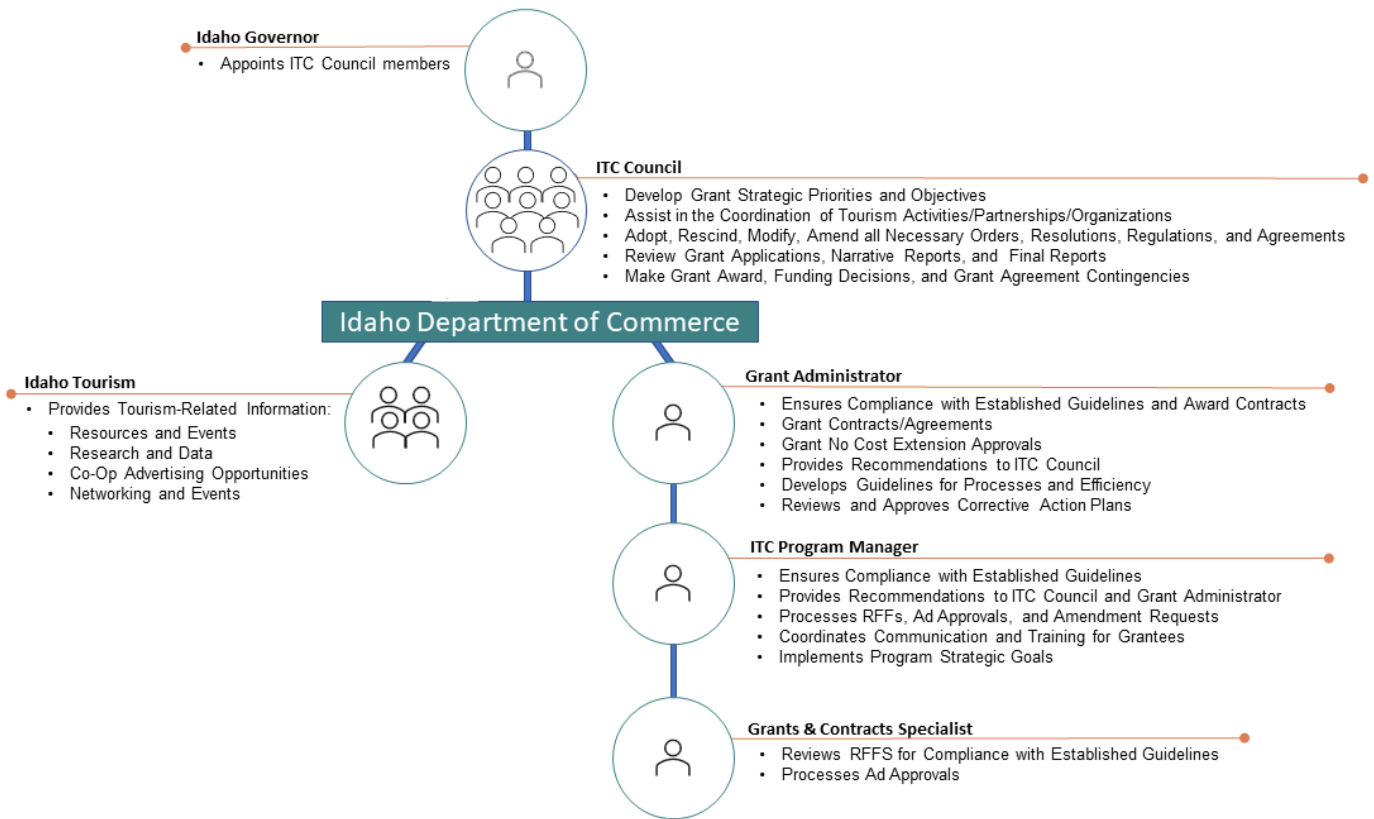 Idaho Governor
• Appoints ITC Council members
ITC Council
• Develop Grant Strategic Priorities and Objectives
• Assist in the Coordination of Tourism Activities/Partnerships/Organizations
• Adopt, Rescind, Modify, Amend all Necessary Orders, Resolutions, Regulations, and Agreements
• Review Grant Applications, Narrative Reports, and Final Reports
• Make Grant Award, Funding Decisions, and Grant Agreement Contingencies
Idaho Department of Commerce
Idaho Tourism
• Provides Tourism-Related Information:
• Resources and Events
• Research and Data
• Co-Op Advertising Opportunities
• Networking and Events
Grant Administrator
• Ensures Compliance with Established Guidelines and Award Contracts
• Grant Contracts/Agreements
• Grant No Cost Extension Approvals
• Provides Recommendations to ITC Council
• Develops Guidelines for Processes and Efficiency
• Reviews and Approves Corrective Action Plans
ITC Program Manager
• Ensures Compliance with Established Guidelines
• Provides Recommendations to ITC Council and Grant Administrator
• Processes RFFs, Ad Approvals, and Amendment Requests
• Coordinates Communication and Training for Grantees
• Implements Program Strategic Goals
Grants & Contracts Specialist
• Reviews RFFS for Compliance with Established Guidelines
• Processes Ad Approvals